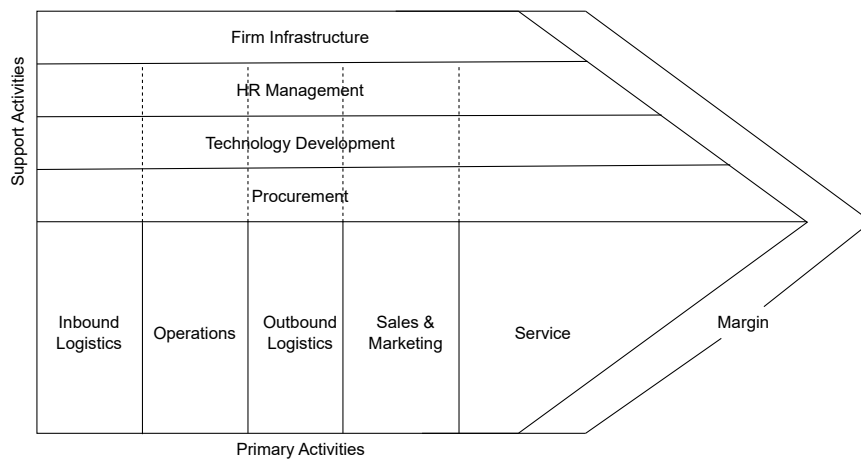 Support Activities
Firm Infrastructure
HR Management
Technology Development
Procurement
Inbound
Logistics
Operations
Outbound
Logistics
Sales &
Marketing
Service
Margin
Primary Activities